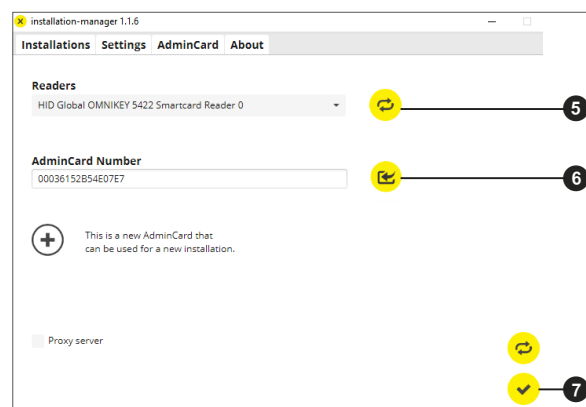 installation-manager 1.1.6
Installations Settings AdminCard About
Readers
HID Global OMNIKEY 5422 Smartcard Reader 0
5
AdminCard Number
00036152B54E07E7
6
This is a new AdminCard that
can be used for a new installation.
Proxy server
7